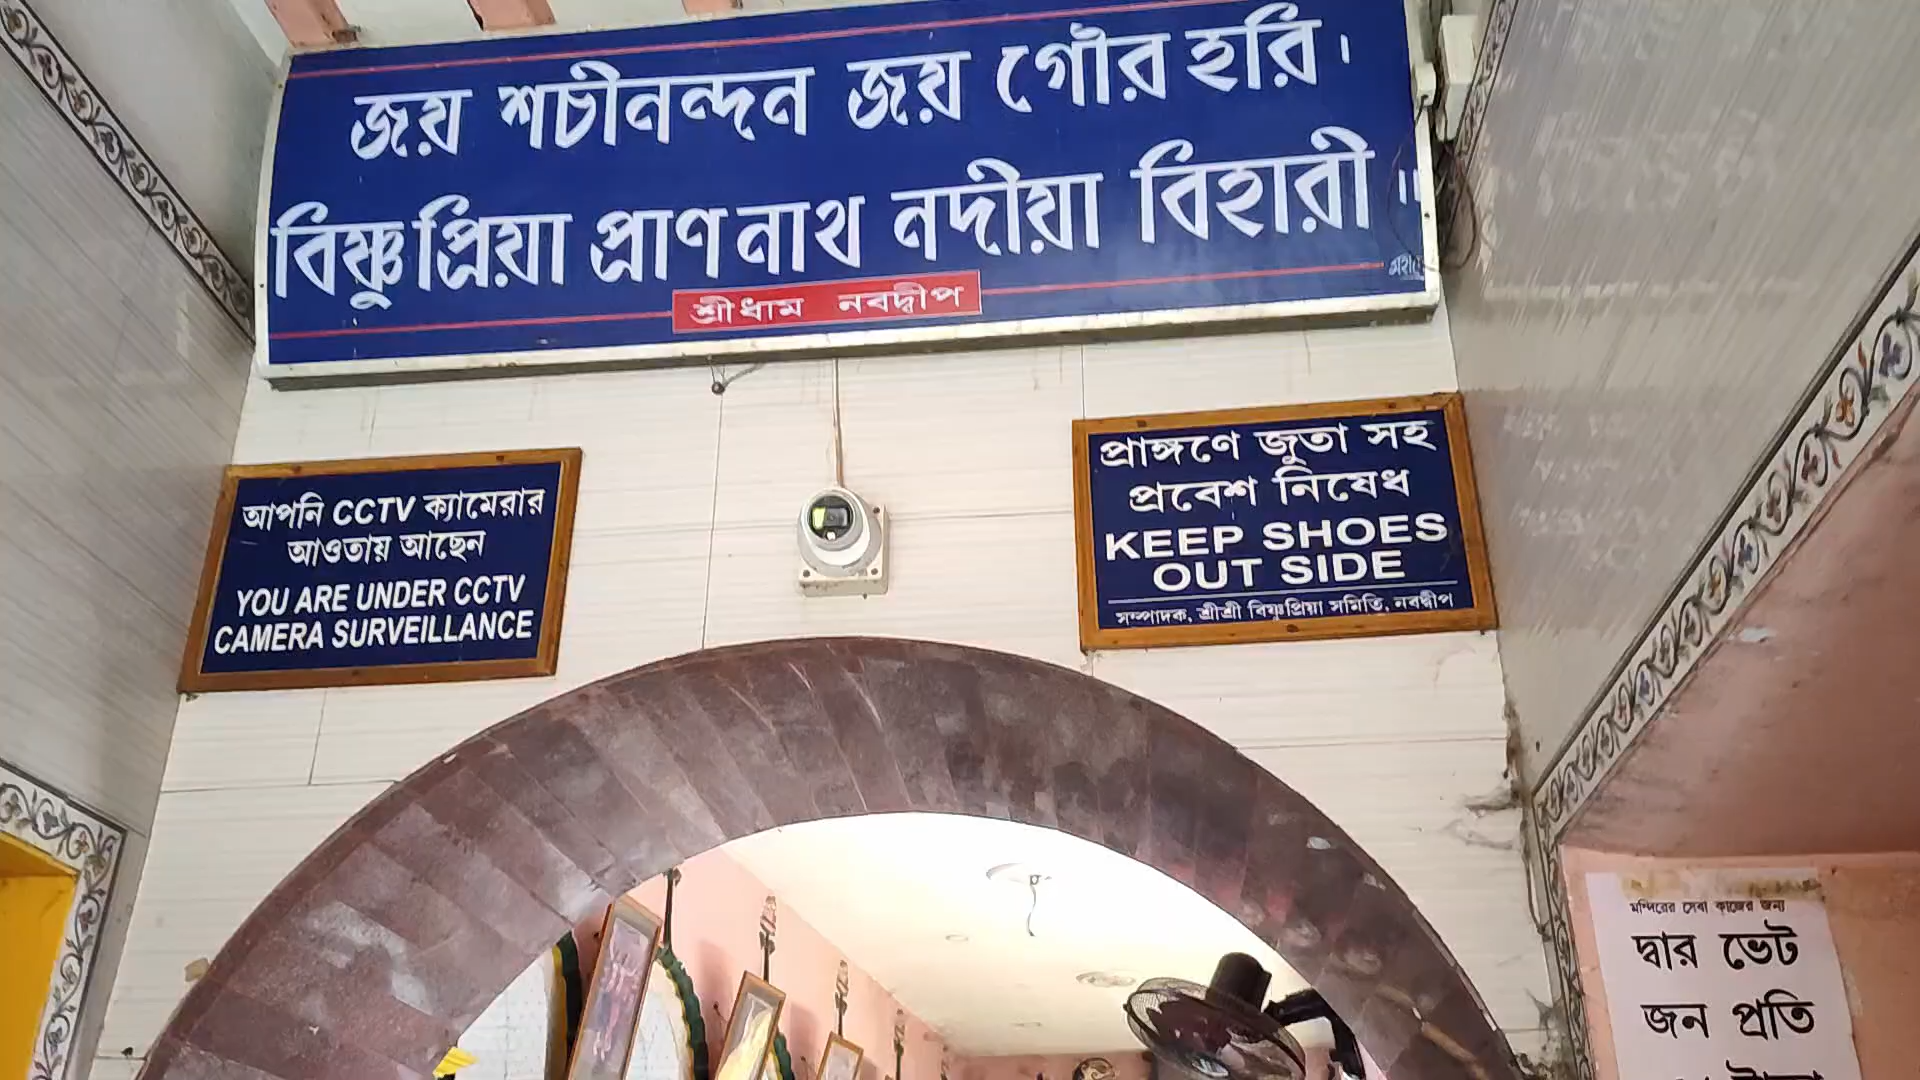 জয় শচীনন্দন জয় গৌর হরি।
বিষ্ণুপ্রিয়া প্রাণনাথ নদীয়া বিহারী॥
শ্রীধাম নবদ্বীপ
আপনি CCTV ক্যামেরার
আওতায় আছেন
YOU ARE UNDER CCTV
CAMERA SURVEILLANCE
প্রাঙ্গণে জুতা সহ
প্রবেশ নিষেধ
KEEP SHOES
OUT SIDE
সম্পাদক, শ্রীশ্রী বিষ্ণুপ্রিয়া সমিতি, নবদ্বীপ
মন্দিরের সেবা কাজের জন্য
দ্বার ভেট
জন প্রতি